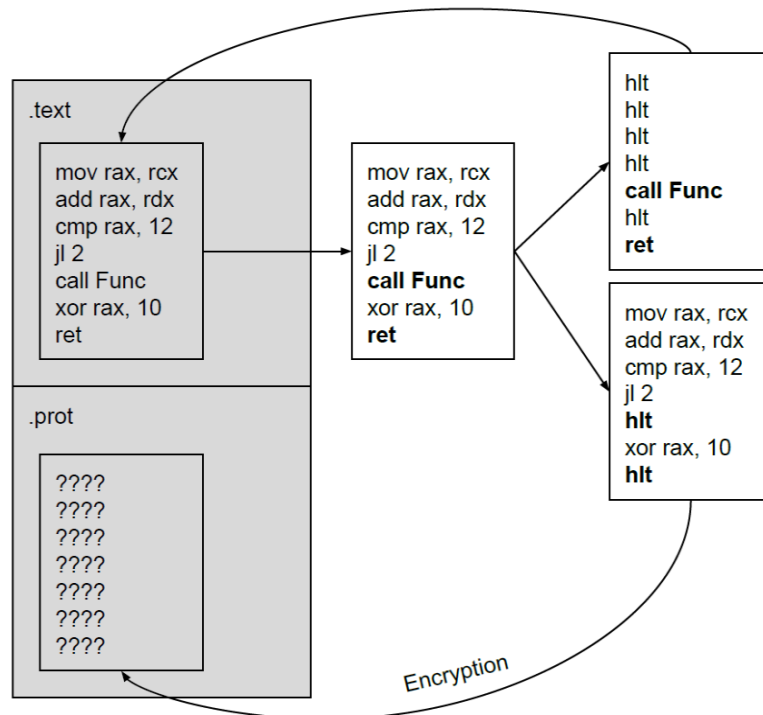 .text
mov rax, rcx
add rax, rdx
cmp rax, 12
jl 2
call Func
xor rax, 10
ret
.prot
????
????
????
????
????
????
????
mov rax, rcx
add rax, rdx
cmp rax, 12
jl 2
call Func
xor rax, 10
ret
hlt
hlt
hlt
hlt
call Func
hlt
ret
mov rax, rcx
add rax, rdx
cmp rax, 12
jl 2
hlt
xor rax, 10
hlt
Encryption